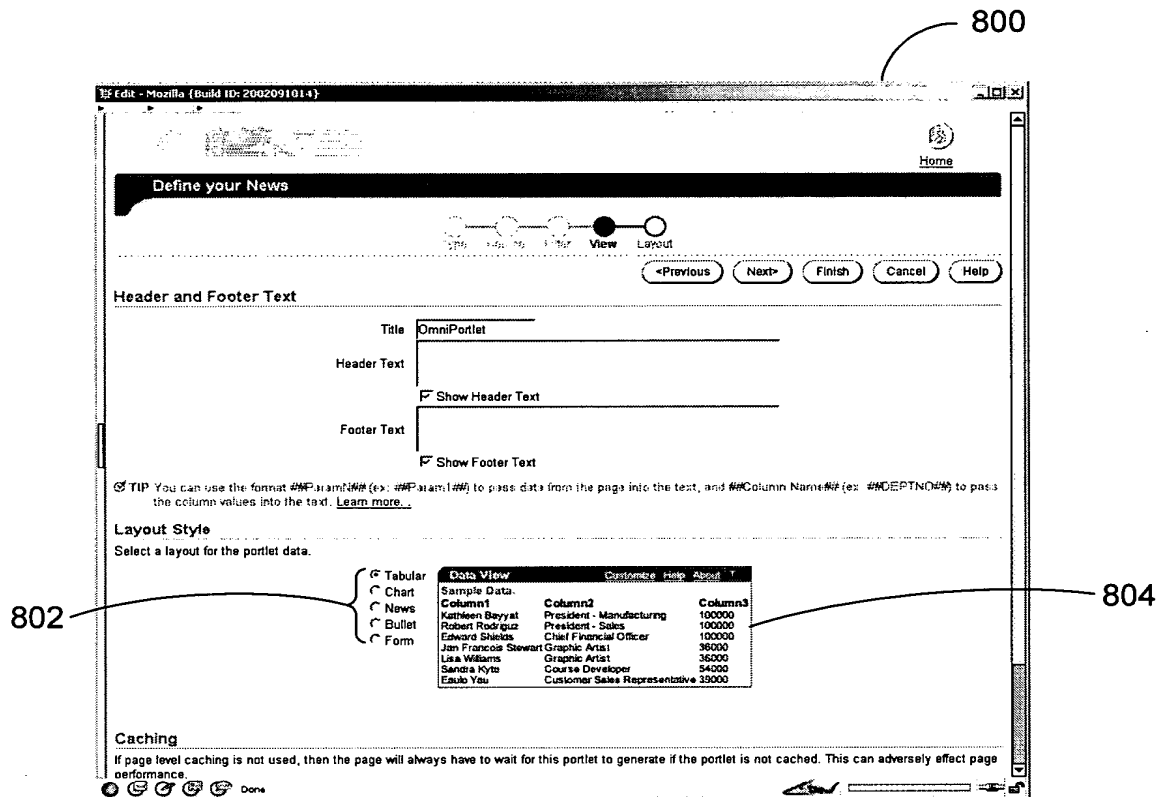 800
Edit - Mozilla {Build ID: 2002091014}
Home
Define your News
View Layout
<Previous Next> Finish Cancel Help
Header and Footer Text
Title OmniPortlet
Header Text
Show Header Text
Footer Text
Show Footer Text
TIP You can use the format ##ParamN## (ex: ##Param1##) to pass data from the page into the text, and ##Column Name## (ex: ##DEPTNO##) to pass
the column values into the text. Learn more. .
Layout Style
Select a layout for the portlet data.
802
Tabular
Chart
News
Bullet
Form
Data View Customize Help About
Sample Data.
Column1 Column2 Column3
Kathleen Bayyat President - Manufacturing 100000
Robert Rodriguz President - Sales 100000
Edward Shields Chief Financial Officer 100000
Jan Francois Stewart Graphic Artist 36000
Lisa Williams Graphic Artist 36000
Sandra Kyte Course Developer 54000
Yau Customer Sales Representative 39000
804
Caching
If page level caching is not used, then the page will always have to wait for this portlet to generate if the portlet is not cached. This can adversely effect page
performance.
Done